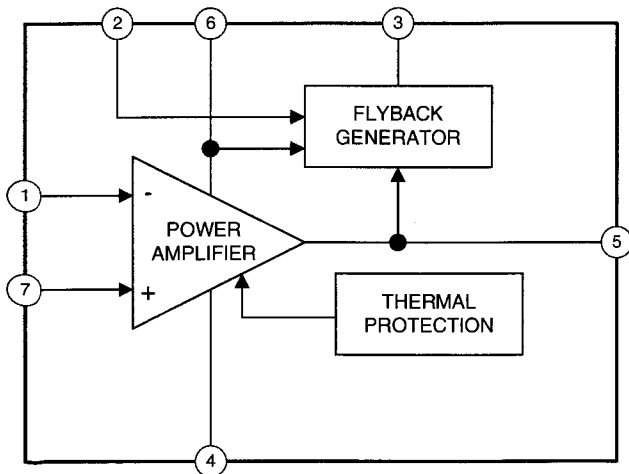 2 6 3
FLYBACK
GENERATOR
1
-
POWER
AMPLIFIER
5
7
+
THERMAL
PROTECTION
4